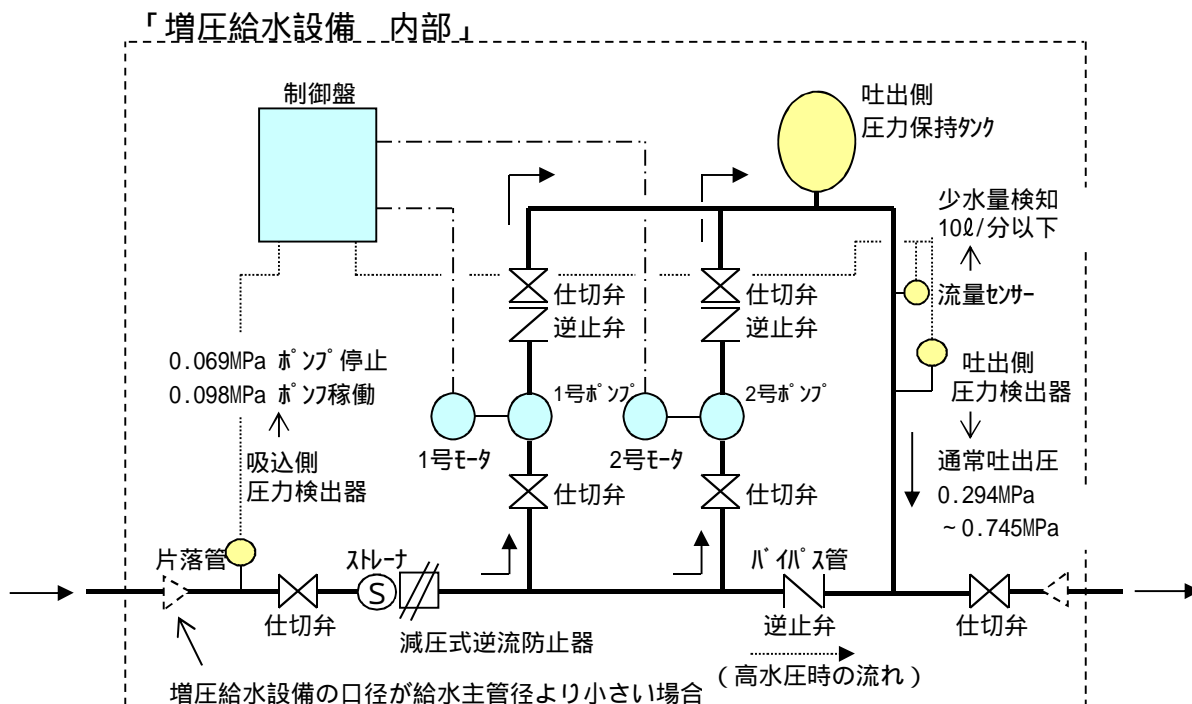 「増圧給水設備　内部」
制御盤
吐出側
圧力保持ﾀﾝｸ
少水量検知
10ℓ/分以下
仕切弁
仕切弁
流量ｾﾝｻｰ
逆止弁
逆止弁
0.069MPa ﾎﾟﾝﾌﾟ停止
0.098MPa ﾎﾟﾝﾌﾟ稼働
吐出側
圧力検出器
1号ﾎﾟﾝﾌﾟ
2号ﾎﾟﾝﾌﾟ
1号ﾓｰﾀ
2号ﾓｰﾀ
吸込側
圧力検出器
通常吐出圧
0.294MPa
~0.745MPa
仕切弁
仕切弁
片落管
ｽﾄﾚｰﾅ
ﾊﾞｲﾊﾟｽ管
S
仕切弁
減圧式逆流防止器
逆止弁
仕切弁
(高水圧時の流れ)
増圧給水設備の口径が給水主管径より小さい場合